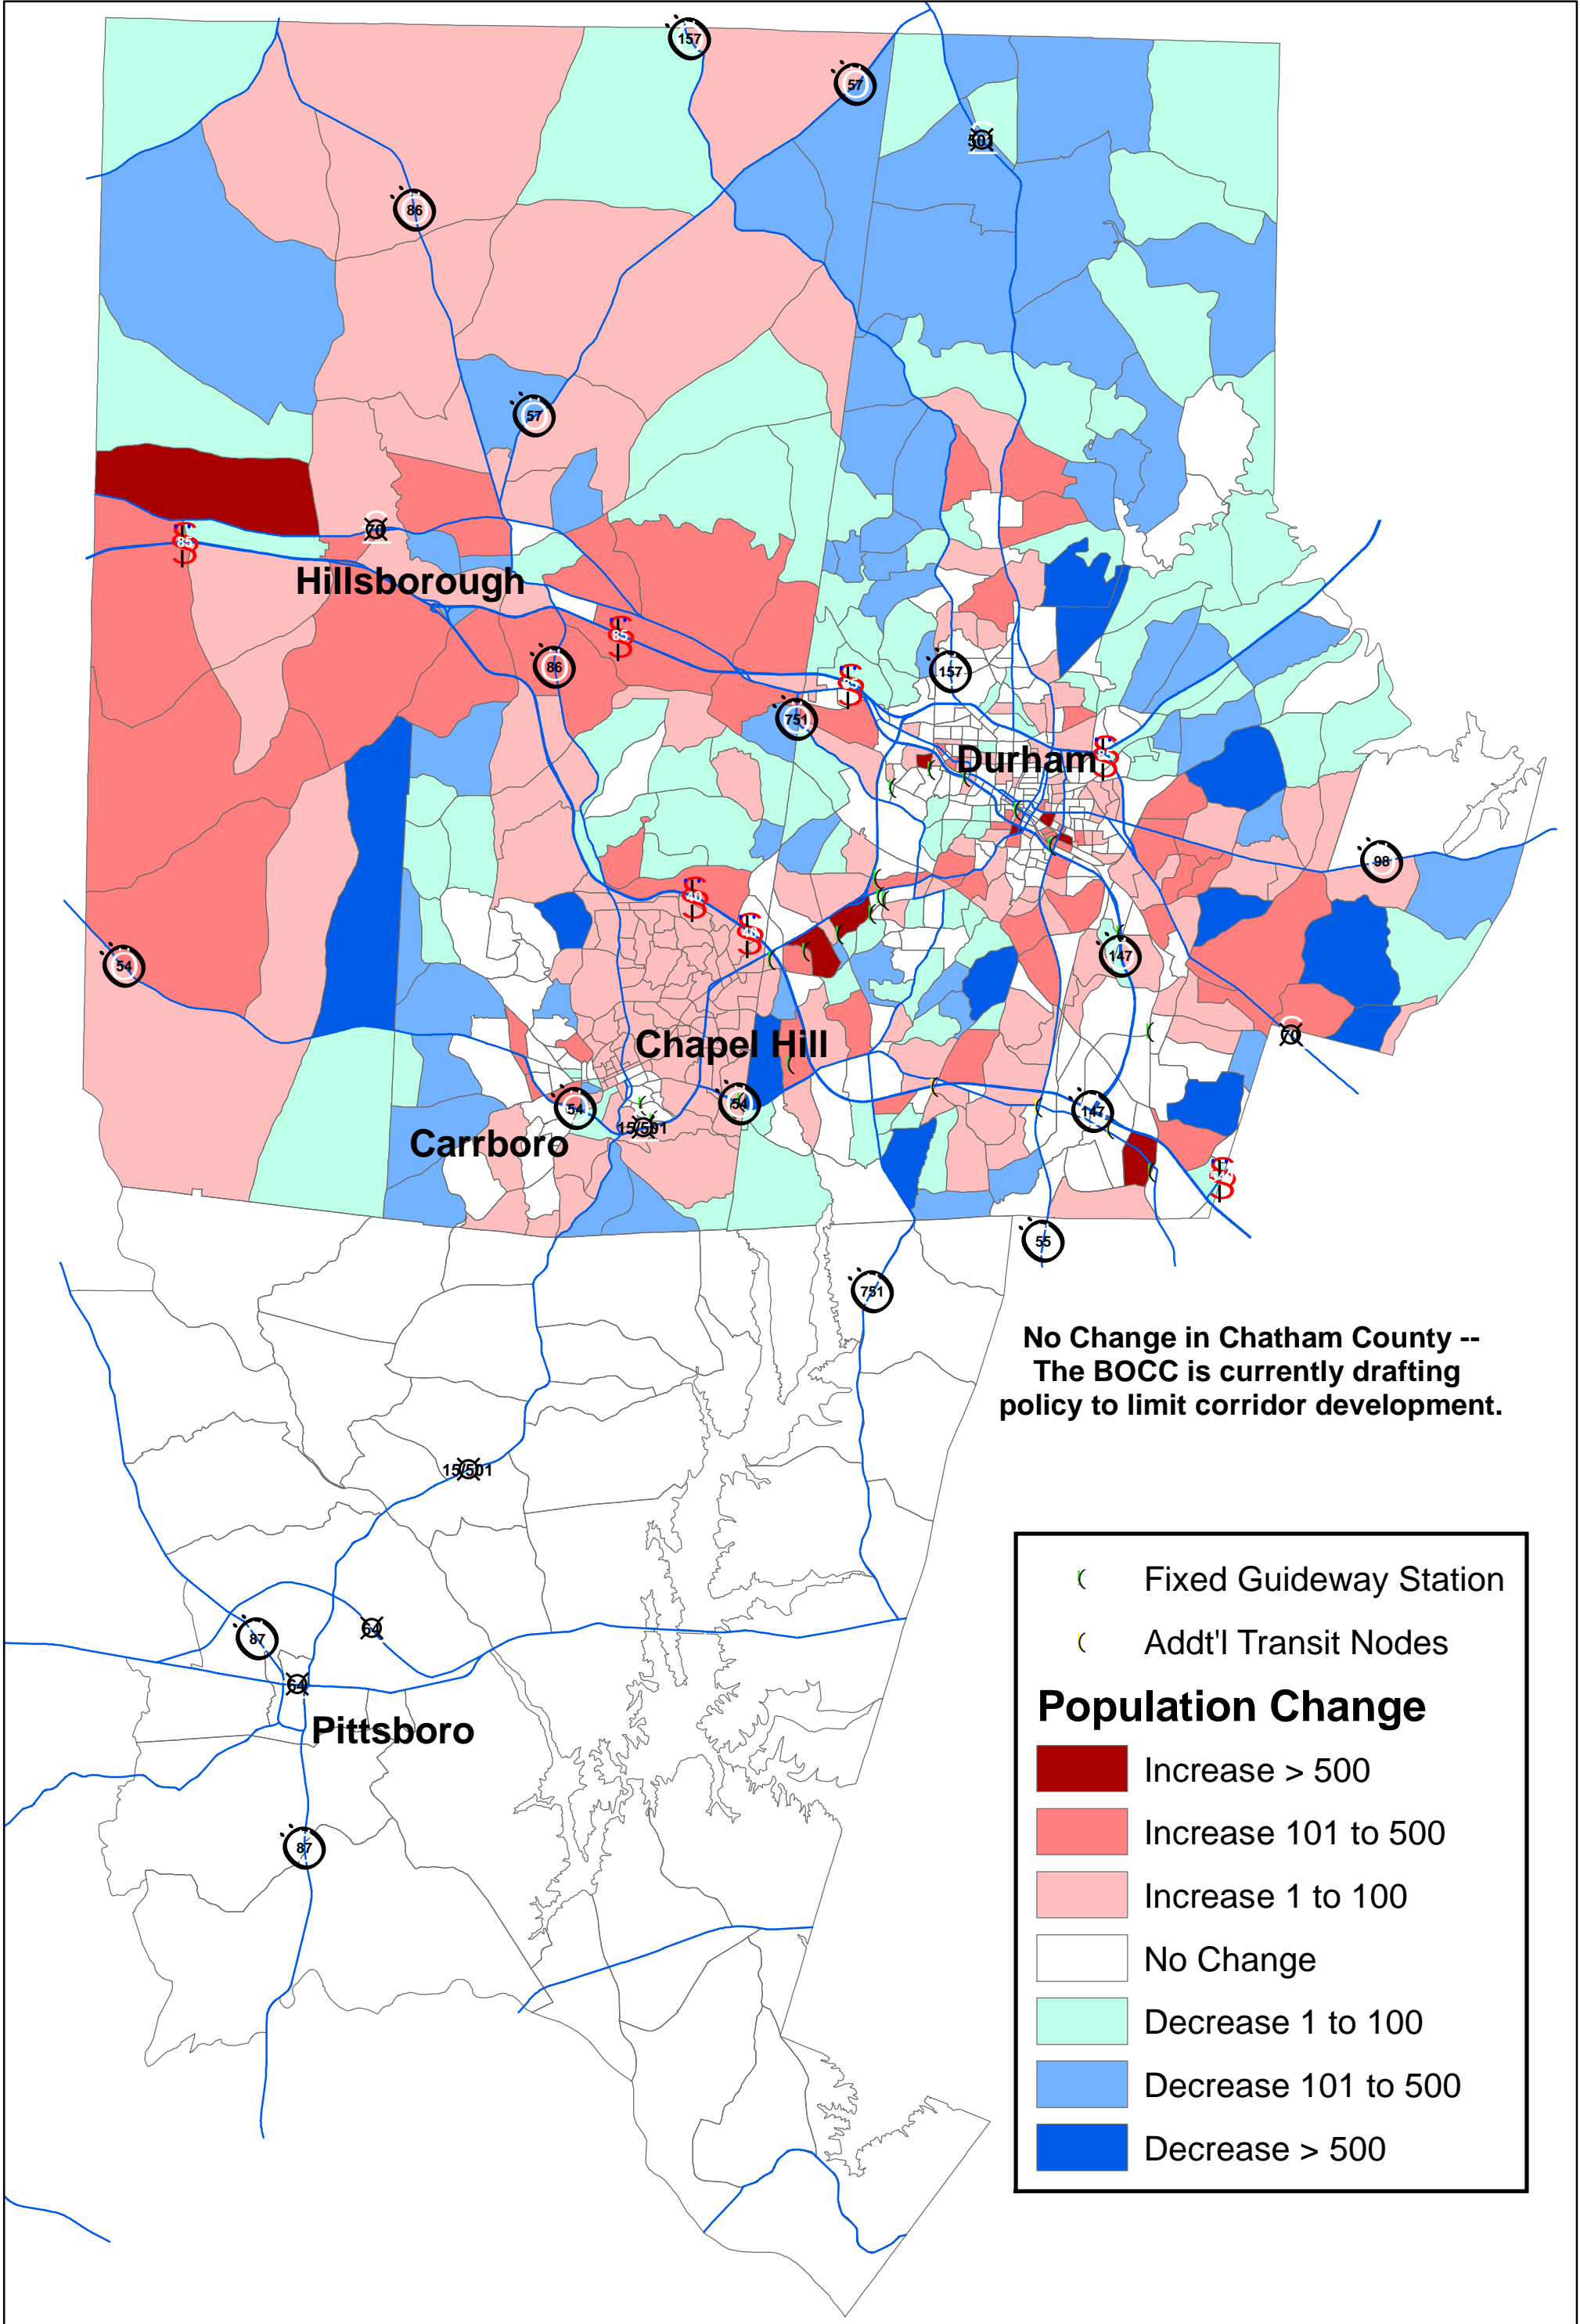 157
57
501
86
57
70
85
Hillsborough
85
86
85
157
751
85
Durham
98
40
40
54
147
70
Chapel Hill
54
54
147
15/501
Carrboro
55
751
No Change in Chatham County --
The BOCC is currently drafting
policy to limit corridor development.
15/501
Fixed Guideway Station
87
64
Addt'l Transit Nodes
64
Population Change
Pittsboro
Increase > 500
Increase 101 to 500
87
Increase 1 to 100
No Change
Decrease 1 to 100
Decrease 101 to 500
Decrease > 500